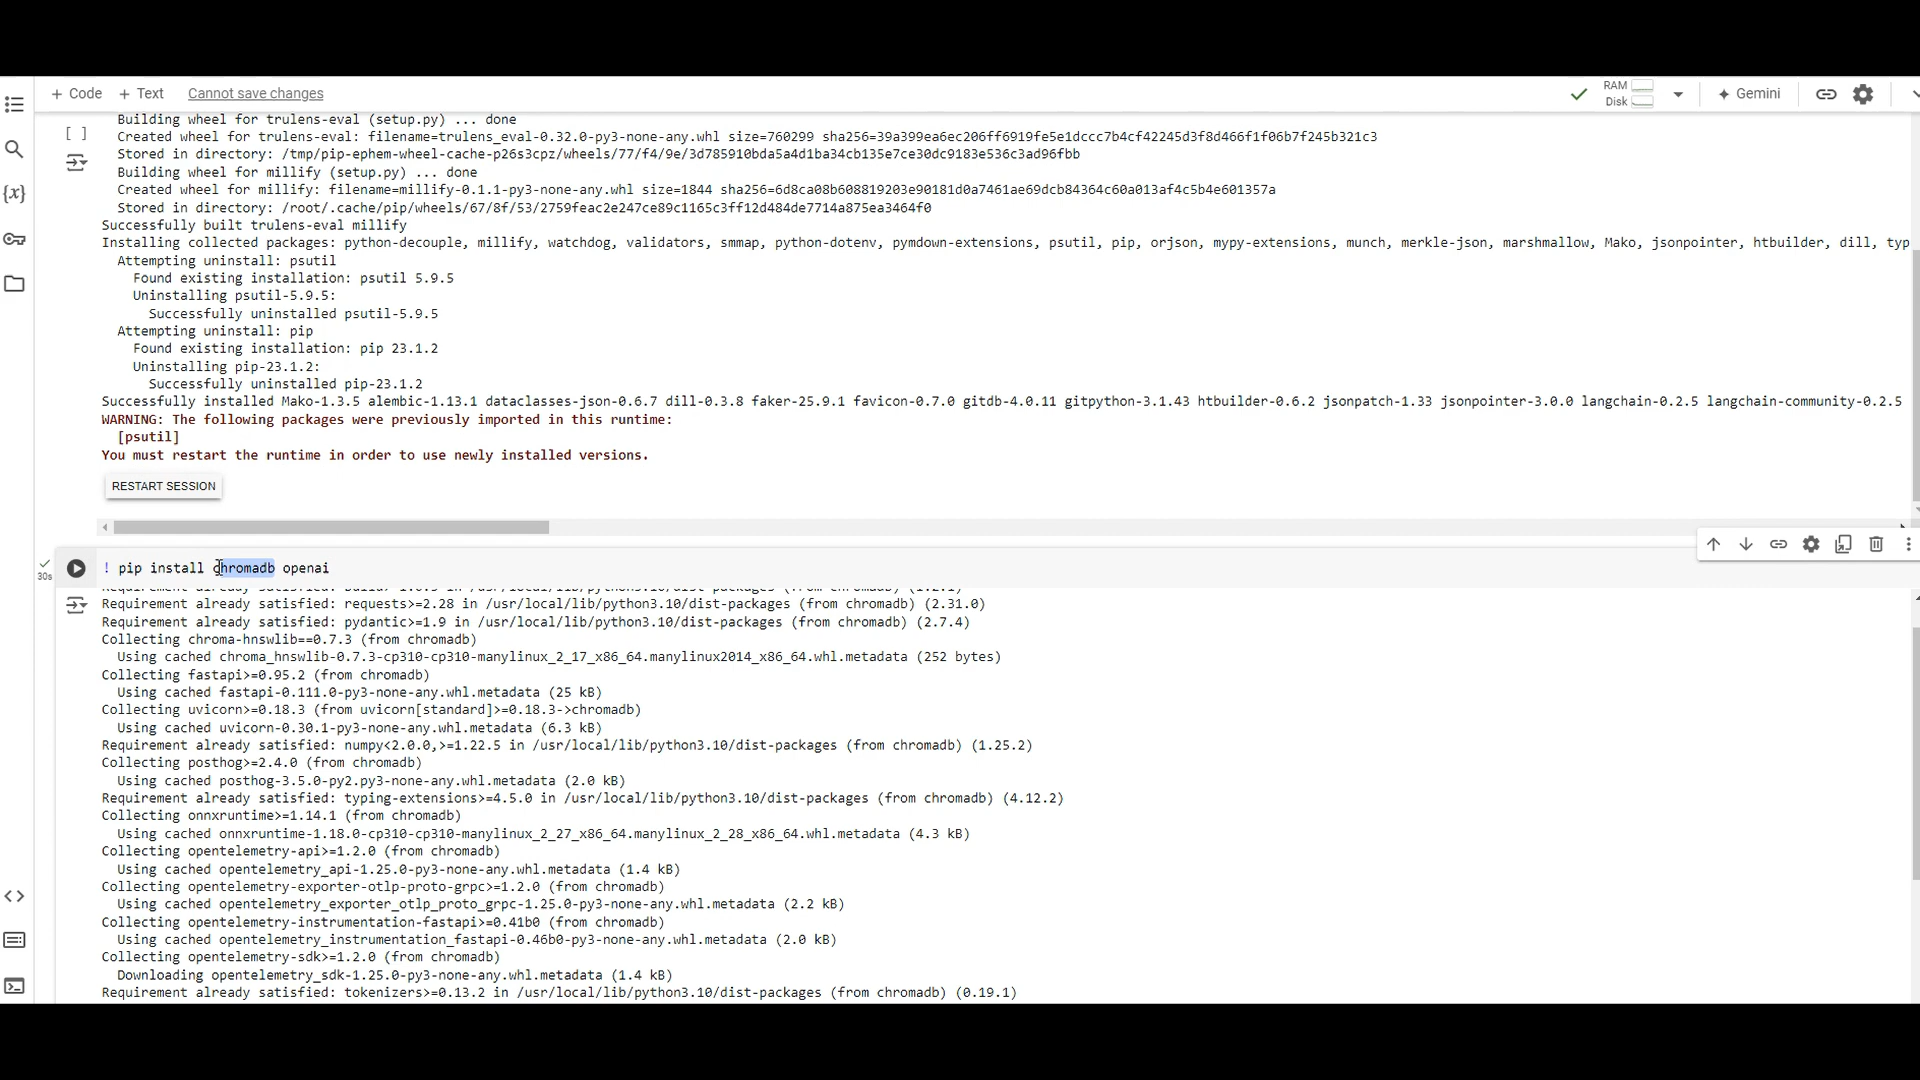 + Code + Text Cannot save changes
RAM
Disk
Gemini
Building wheel for trulens-eval (setup.py) ... done
Created wheel for trulens-eval: filename=trulens_eval-0.32.0-py3-none-any.whl size=760299 sha256=39a399ea6ec206ff6919fe5e1dccc7b4cf42245d3f8d466f1f06b7f245b321c3
Stored in directory: /tmp/pip-ephem-wheel-cache-p26s3cpz/wheels/77/f4/9e/3d785910bda5a4d1ba34cb135e7ce30dc9183e536c3ad96fbb
Building wheel for millify (setup.py) ... done
Created wheel for millify: filename=millify-0.1.1-py3-none-any.whl size=1844 sha256=6d8ca08b608819203e90181d0a7461ae69dcb84364c60a013af4c5b4e601357a
Stored in directory: /root/.cache/pip/wheels/67/8f/53/2759feac2e247ce89c1165c3ff12d484de7714a875ea3464f0
Successfully built trulens-eval millify
Installing collected packages: python-decouple, millify, watchdog, validators, smmap, python-dotenv, pymdown-extensions, psutil, pip, orjson, mypy-extensions, munch, merkle-json, marshmallow, Mako, jsonpointer, htbuilder, dill, typ
Attempting uninstall: psutil
Found existing installation: psutil 5.9.5
Uninstalling psutil-5.9.5:
Successfully uninstalled psutil-5.9.5
Attempting uninstall: pip
Found existing installation: pip 23.1.2
Uninstalling pip-23.1.2:
Successfully uninstalled pip-23.1.2
Successfully installed Mako-1.3.5 alembic-1.13.1 dataclasses-json-0.6.7 dill-0.3.8 faker-25.9.1 favicon-0.7.0 gitdb-4.0.11 gitpython-3.1.43 htbuilder-0.6.2 jsonpatch-1.33 jsonpointer-3.0.0 langchain-0.2.5 langchain-community-0.2.5
WARNING: The following packages were previously imported in this runtime:
[psutil]
You must restart the runtime in order to use newly installed versions.
RESTART SESSION
30s
! pip install chromadb openai
Requirement already satisfied: requests>=2.28 in /usr/local/lib/python3.10/dist-packages (from chromadb) (2.31.0)
Requirement already satisfied: pydantic>=1.9 in /usr/local/lib/python3.10/dist-packages (from chromadb) (2.7.4)
Collecting chroma-hnswlib==0.7.3 (from chromadb)
Using cached chroma_hnswlib-0.7.3-cp310-cp310-manylinux_2_17_x86_64.manylinux2014_x86_64.whl.metadata (252 bytes)
Collecting fastapi>=0.95.2 (from chromadb)
Using cached fastapi-0.111.0-py3-none-any.whl.metadata (25 kB)
Collecting uvicorn>=0.18.3 (from uvicorn[standard]>=0.18.3->chromadb)
Using cached uvicorn-0.30.1-py3-none-any.whl.metadata (6.3 kB)
Requirement already satisfied: numpy<2.0.0,>=1.22.5 in /usr/local/lib/python3.10/dist-packages (from chromadb) (1.25.2)
Collecting posthog>=2.4.0 (from chromadb)
Using cached posthog-3.5.0-py2.py3-none-any.whl.metadata (2.0 kB)
Requirement already satisfied: typing-extensions>=4.5.0 in /usr/local/lib/python3.10/dist-packages (from chromadb) (4.12.2)
Collecting onnxruntime>=1.14.1 (from chromadb)
Using cached onnxruntime-1.18.0-cp310-cp310-manylinux_2_27_x86_64.manylinux_2_28_x86_64.whl.metadata (4.3 kB)
Collecting opentelemetry-api>=1.2.0 (from chromadb)
Using cached opentelemetry_api-1.25.0-py3-none-any.whl.metadata (1.4 kB)
Collecting opentelemetry-exporter-otlp-proto-grpc>=1.2.0 (from chromadb)
Using cached opentelemetry_exporter_otlp_proto_grpc-1.25.0-py3-none-any.whl.metadata (2.2 kB)
Collecting opentelemetry-instrumentation-fastapi>=0.41b0 (from chromadb)
Using cached opentelemetry_instrumentation_fastapi-0.46b0-py3-none-any.whl.metadata (2.0 kB)
Collecting opentelemetry-sdk>=1.2.0 (from chromadb)
Downloading opentelemetry_sdk-1.25.0-py3-none-any.whl.metadata (1.4 kB)
Requirement already satisfied: tokenizers>=0.13.2 in /usr/local/lib/python3.10/dist-packages (from chromadb) (0.19.1)